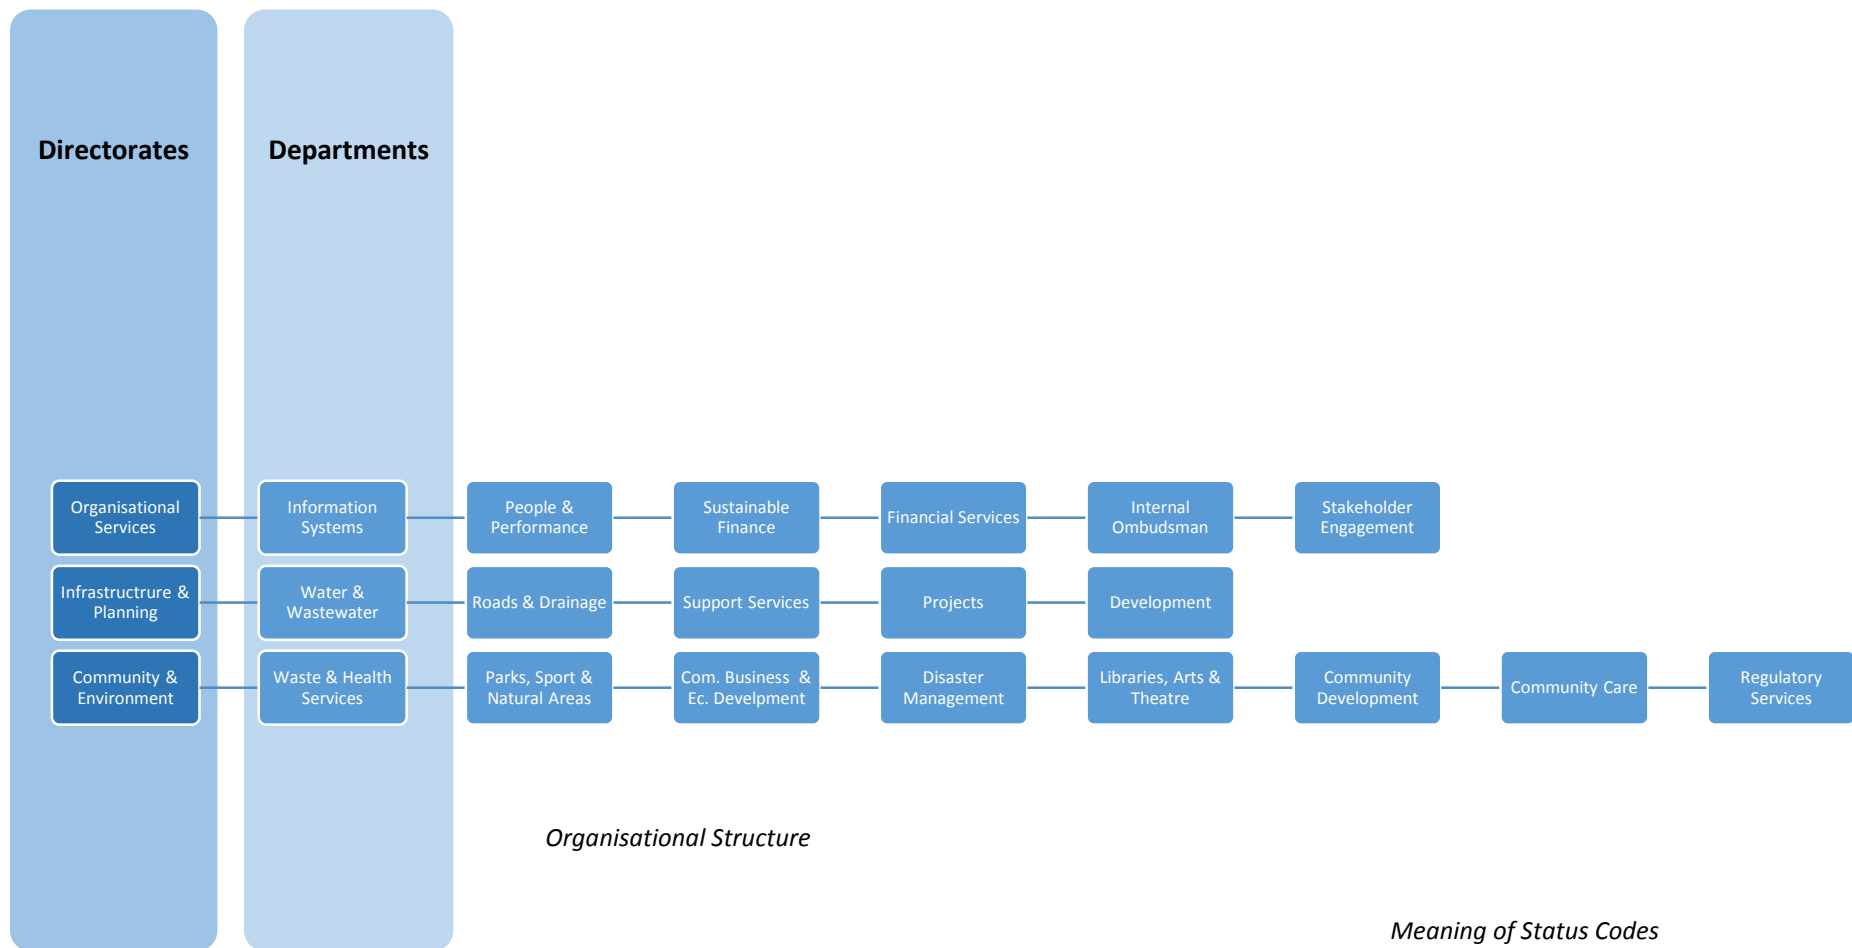 Directorates
Departments
Organisational
Services
Information
Systems
People &
Performance
Sustainable
Finance
Financial Services
Internal
Ombudsman
Stakeholder
Engagement
Infrastructrure &
Planning
Water &
Wastewater
Roads & Drainage
Support Services
Projects
Development
Community &
Environment
Waste & Health
Services
Parks, Sport &
Natural Areas
Com. Business &
Ec. Develpment
Disaster
Management
Libraries, Arts &
Theatre
Community
Development
Community Care
Regulatory
Services
Organisational Structure
Meaning of Status Codes